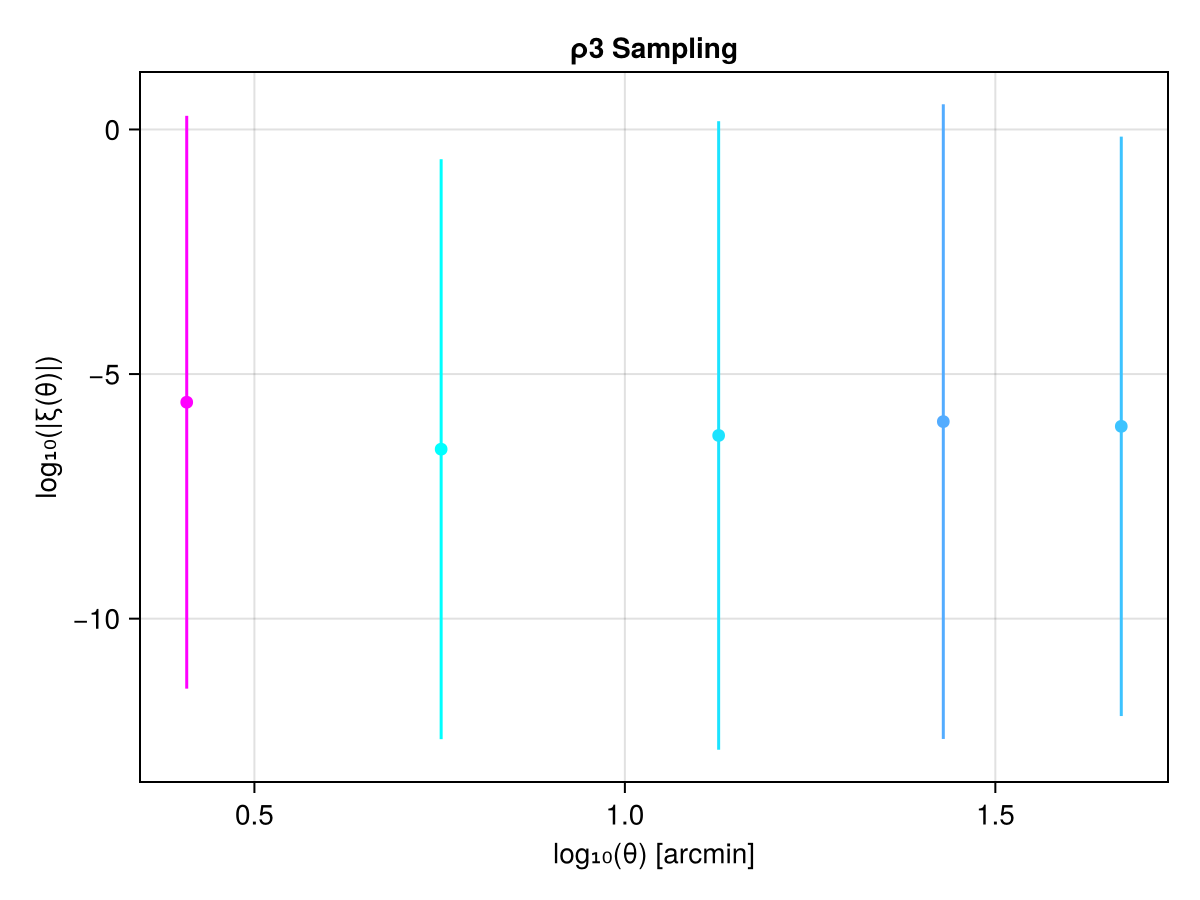 ρ3 Sampling
0
−5
−10
log₁₀(|ξ(θ)|)
0.5
1.0
1.5
log₁₀(θ) [arcmin]